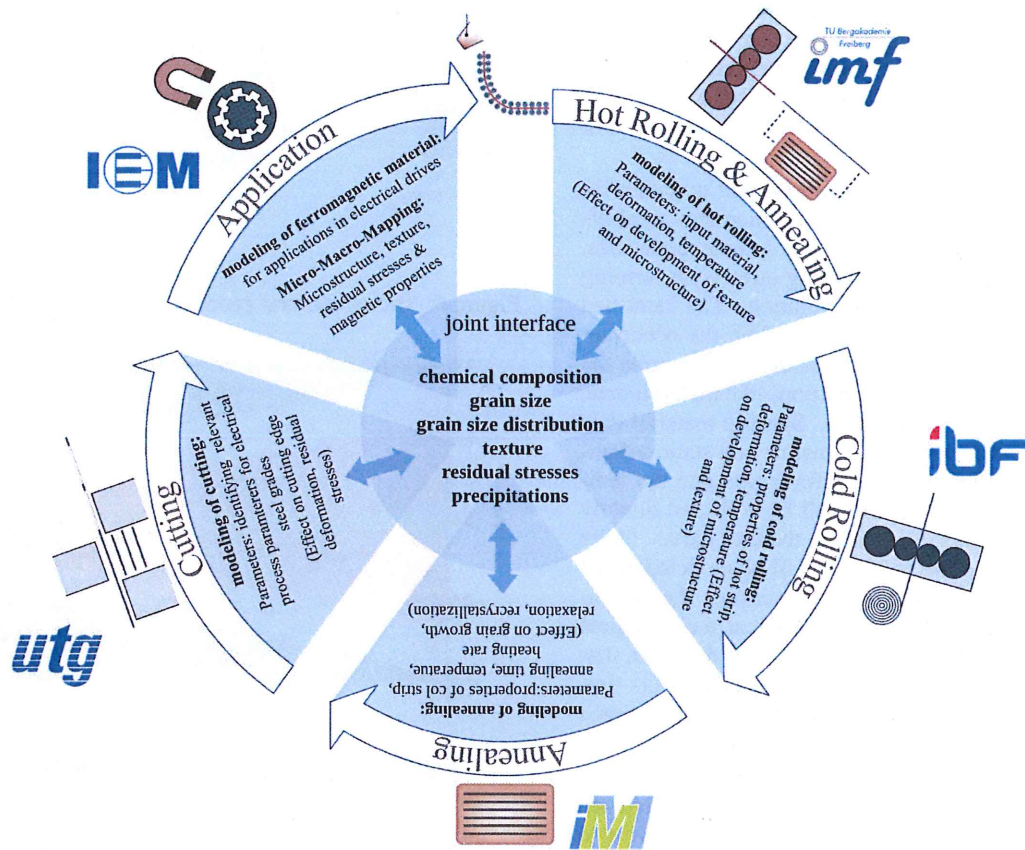 TU Bergakademie
Freiberg
imf
Hot Rolling & Annealing
modeling of hot rolling:
Parameters: input material,
deformation, temperature
(Effect on development of texture
and microstructure)
ibf
Cold Rolling
modeling of cold rolling:
Parameters: properties of hot strip,
deformation, temperature (Effect
on development of microstructure
and texture)
Annealing
modeling of annealing:
Parameters:properties of col strip,
annealing time, temperatue,
heating rate
(Effect on grain growth,
relaxation, recrystallization)
iMM
utg
Cutting
modeling of cutting:
Parameters: identifying relevant
process paramterers for electrical
steel grades
(Effect on cutting edge
deformation, residual
stresses)
IEM
Application
modeling of ferromagnetic material:
for applications in electrical drives
Micro-Macro-Mapping:
Microstructure, texture,
residual stresses &
magnetic properties
joint interface
chemical composition
grain size
grain size distribution
texture
residual stresses
precipitations